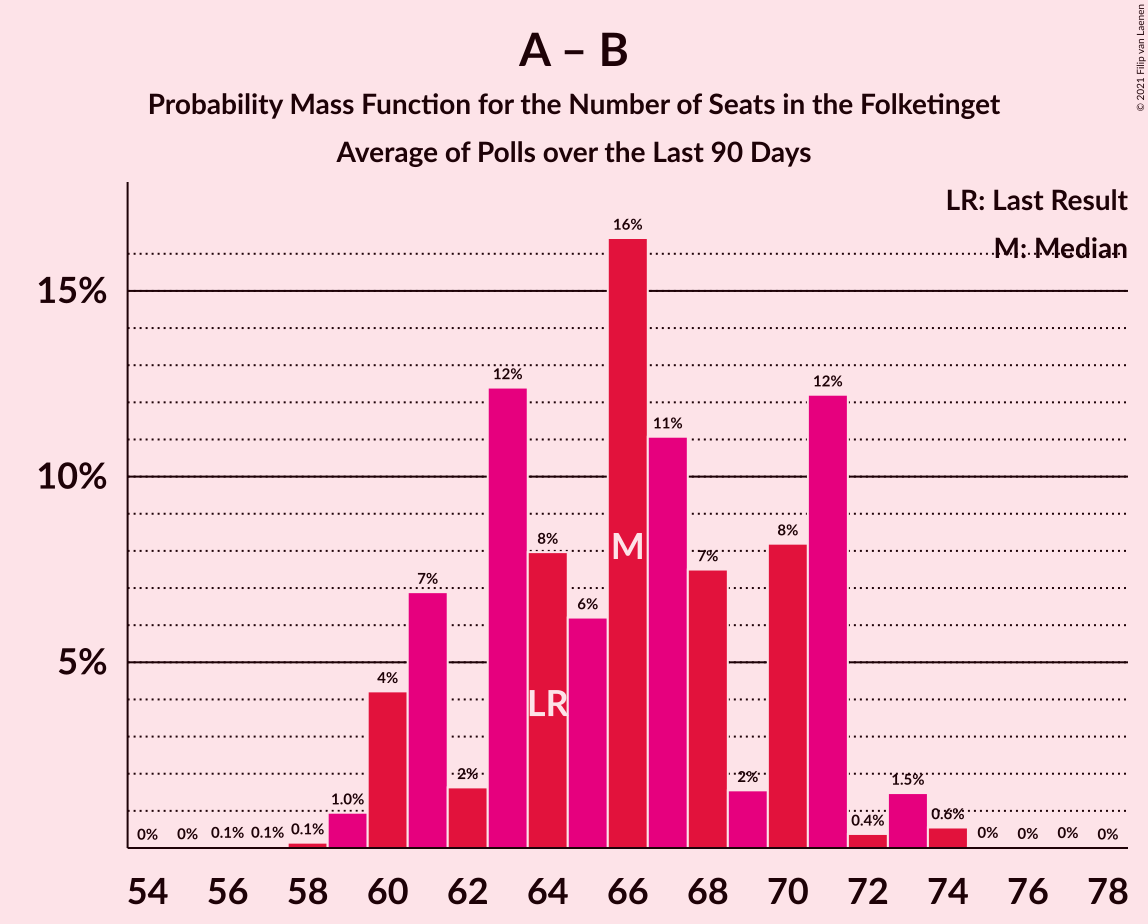 A – B
Probability Mass Function for the Number of Seats in the Folketinget
Average of Polls over the Last 90 Days
© 2021 Filip van Laenen
LR: Last Result
M: Median
15%
10%
5%
0% 0% 0.1% 0.1% 0.1% 1.0% 4% 7% 2% 12% 8% 6% 16% 11% 7% 2% 8% 12% 0.4% 1.5% 0.6% 0% 0% 0% 0%
LR
M
54 56 58 60 62 64 66 68 70 72 74 76 78